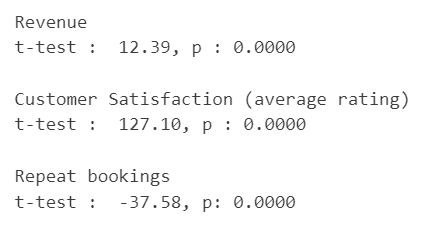 Revenue
t-test :  12.39, p : 0.0000

Customer Satisfaction (average rating)
t-test :  127.10, p : 0.0000

Repeat bookings
t-test :  -37.58, p: 0.0000